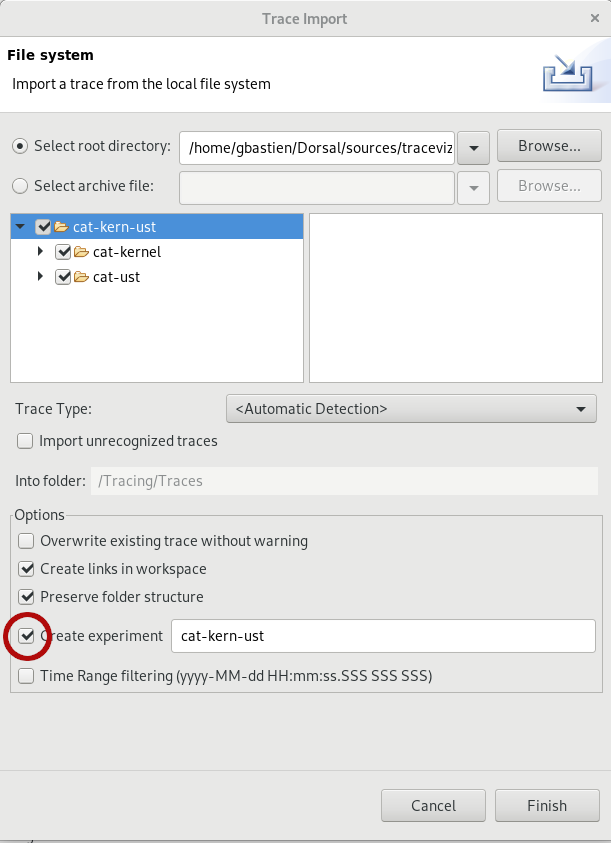 Trace Import
File system
Import a trace from the local file system
Select root directory: /home/gbastien/Dorsal/sources/traceviz Browse...
Select archive file: Browse...
cat-kern-ust
cat-kernel
cat-ust
Trace Type: <Automatic Detection>
Import unrecognized traces
Into folder: /Tracing/Traces
Options
Overwrite existing trace without warning
Create links in workspace
Preserve folder structure
Create experiment cat-kern-ust
Time Range filtering (yyyy-MM-dd HH:mm:ss.SSS SSS SSS)
Cancel Finish